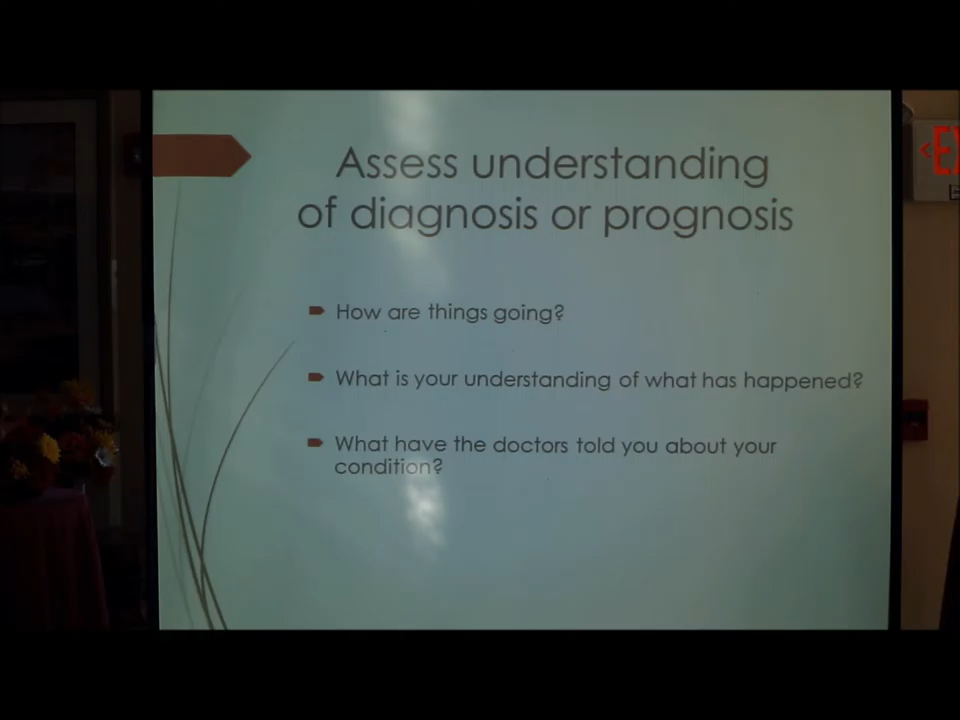 Assess understanding
of diagnosis or prognosis
How are things going?
What is your understanding of what has happened?
What have the doctors told you about your
condition?